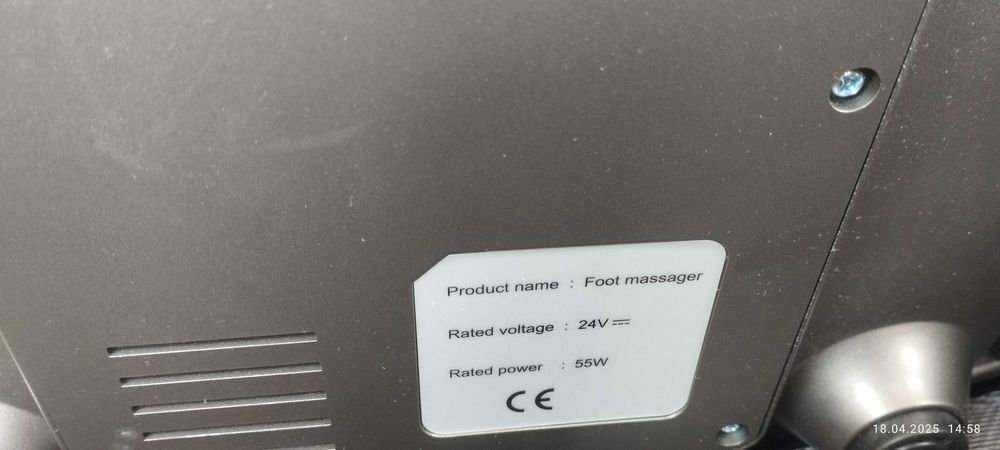 Product name : Foot massager
Rated voltage : 24V ⎓
Rated power : 55W
CE
18.04.2025 14:58